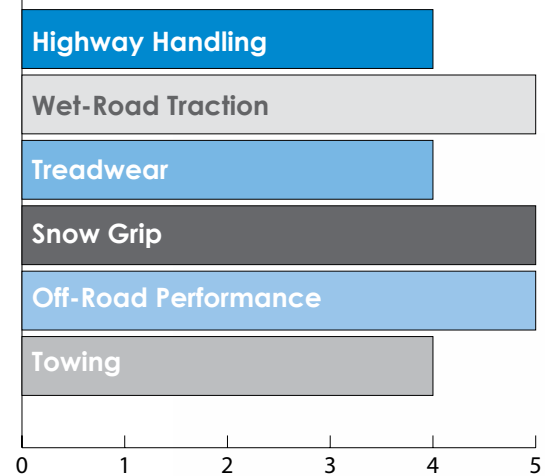 Highway Handling
Wet-Road Traction
Treadwear
Snow Grip
Off-Road Performance
Towing
0 1 2 3 4 5